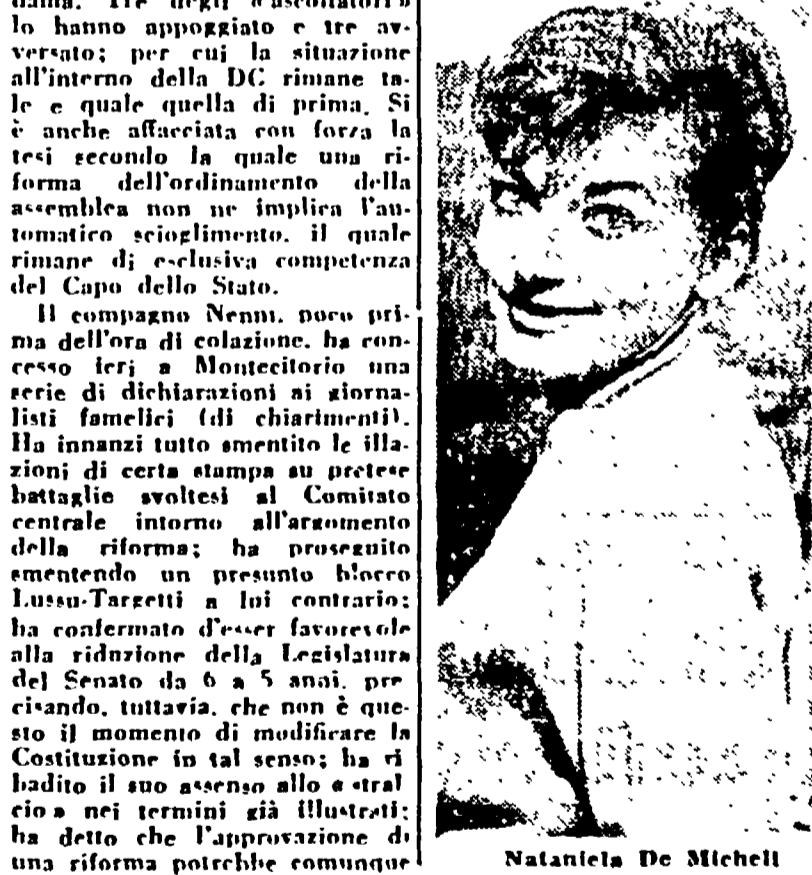 dama. Tre degli «ascoltatori»
lo hanno appoggiato e tre av-
versato; per cui la situazione
all'interno della DC rimane ta-
le e quale quella di prima. Si
è anche affacciata con forza la
tesi secondo la quale una ri-
forma dell'ordinamento della
assemblea non ne implica l'au-
tomatico scioglimento, il quale
rimane di esclusiva competenza
del Capo dello Stato.
Il compagno Nenni, poco pri-
ma dell'ora di colazione, ha con-
cesso ieri a Montecitorio una
serie di dichiarazioni ai giorna-
listi famelici (di chiarimenti).
Ha innanzi tutto smentito le illa-
zioni di certa stampa su pretese
battaglie svoltesi al Comitato
centrale intorno all'argomento
della riforma; ha proseguito
smentendo un presunto blocco
Lussu-Targetti a lui contrario;
ha confermato d'esser favorevole
alla riduzione della Legislatura
del Senato da 6 a 5 anni, pre
cisando, tuttavia, che non è que-
sto il momento di modificare la
Costituzione in tal senso; ha ri
badito il suo assenso allo «stral
cio» nei termini già illustrati;
ha detto che l'approvazione di
una riforma potrebbe comunque
Nataniela De Micheli